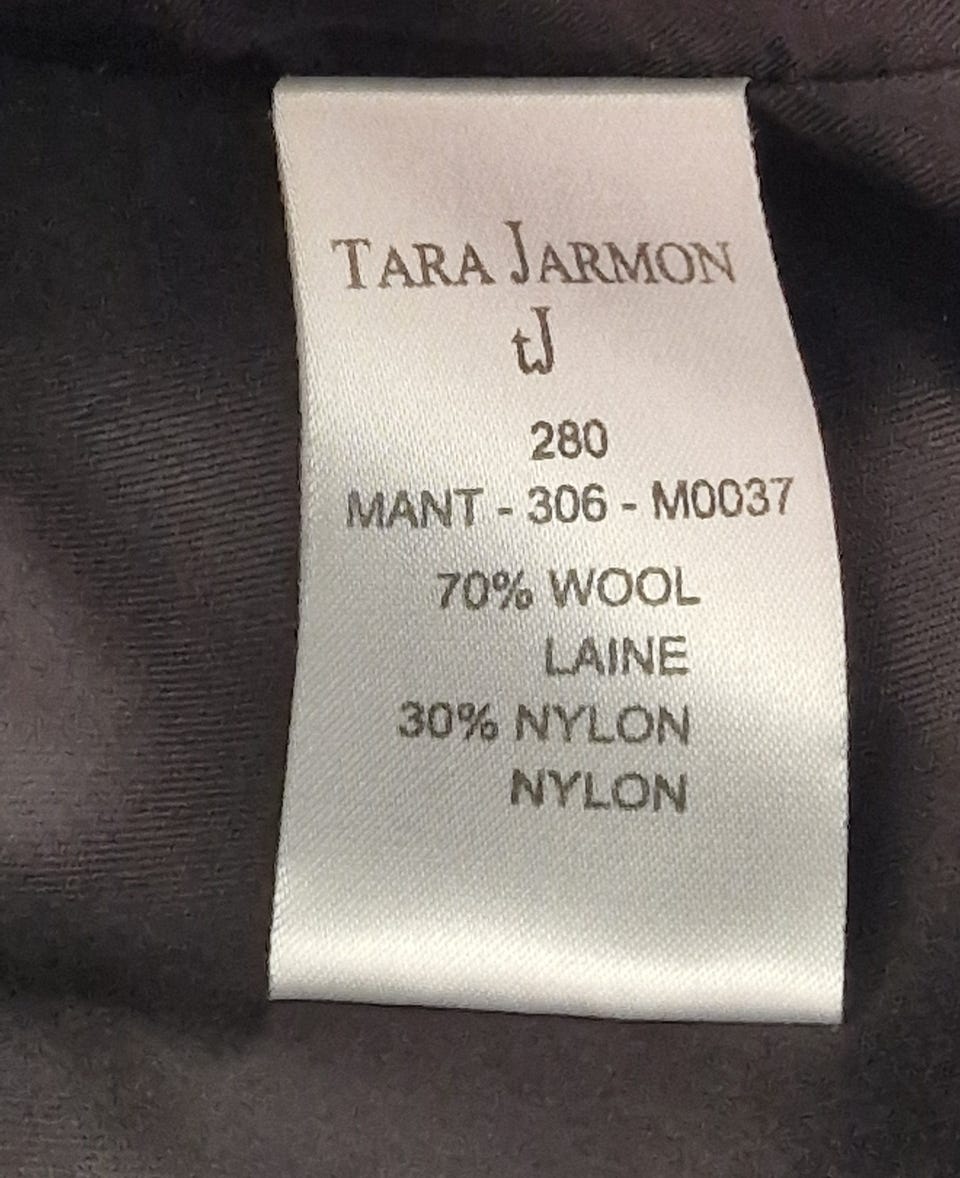 TARA JARMON
tJ
280
MANT - 306 - M0037
70% WOOL
LAINE
30% NYLON
NYLON